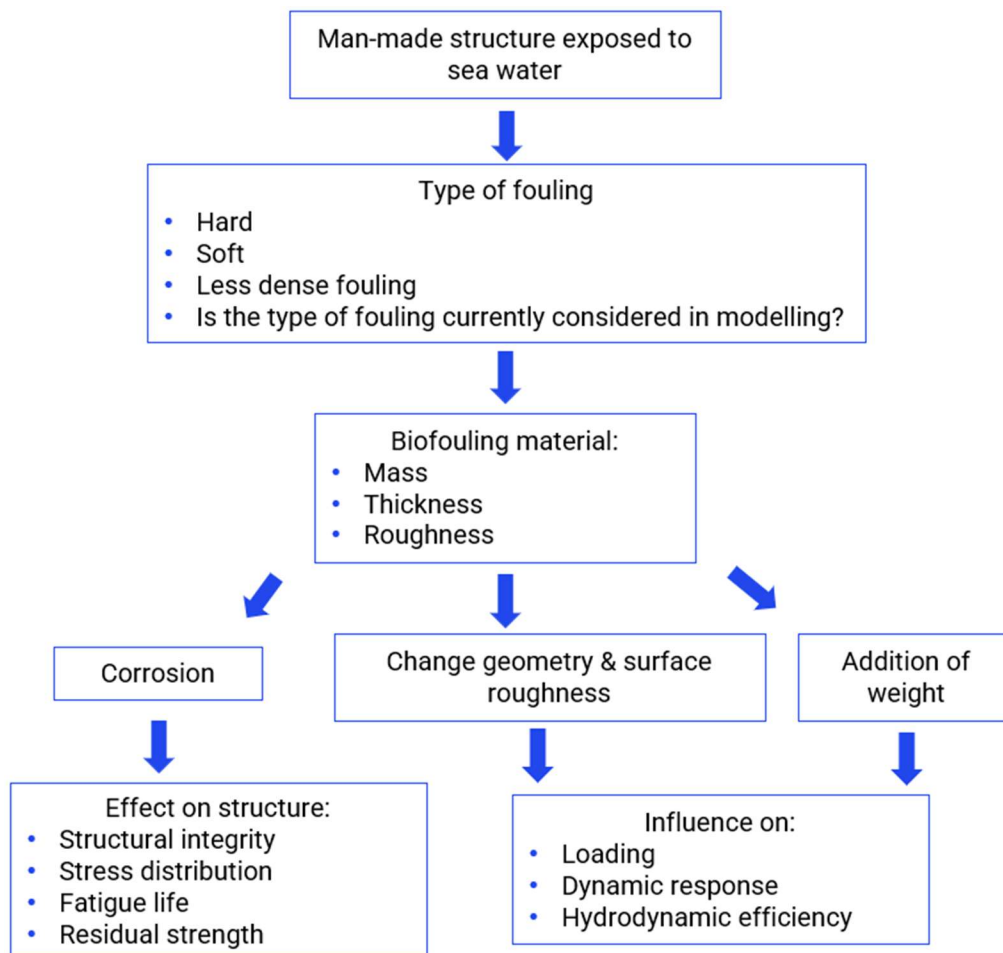 Man-made structure exposed to
sea water
Type of fouling
• Hard
• Soft
• Less dense fouling
• Is the type of fouling currently considered in modelling?
Biofouling material:
• Mass
• Thickness
• Roughness
Corrosion
Change geometry & surface
roughness
Addition of
weight
Effect on structure:
• Structural integrity
• Stress distribution
• Fatigue life
• Residual strength
Influence on:
• Loading
• Dynamic response
• Hydrodynamic efficiency